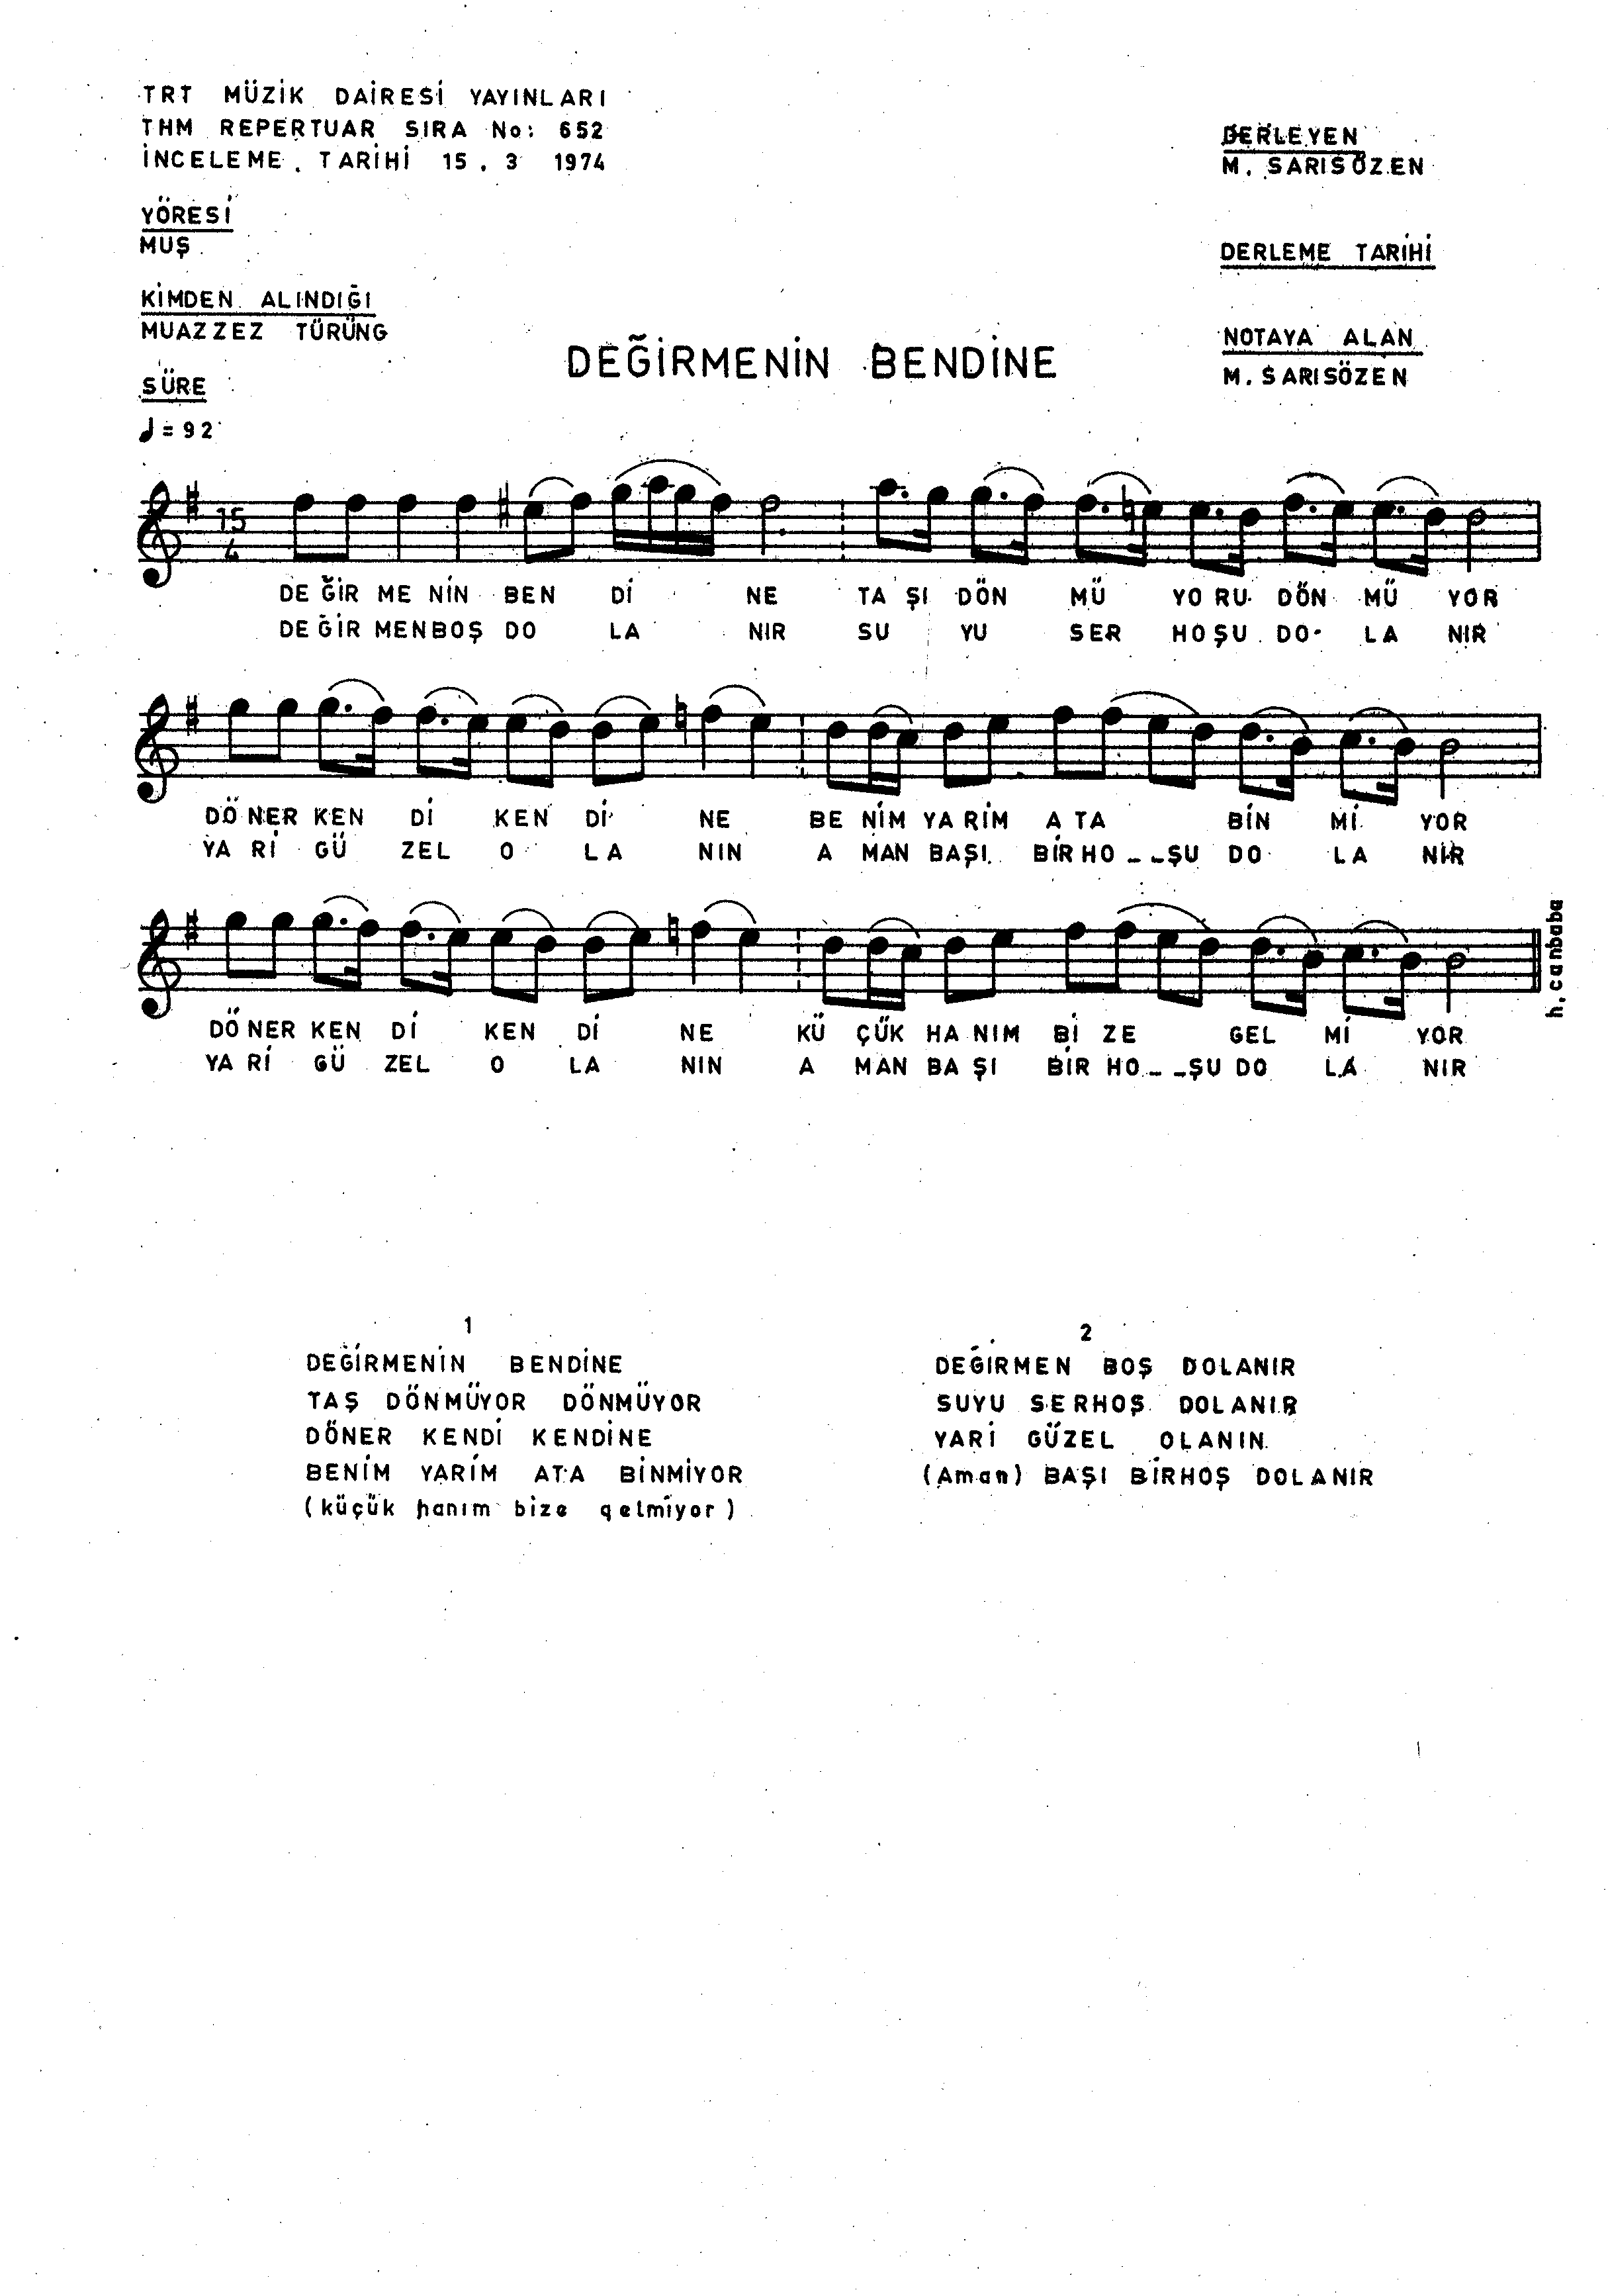 TRT MÜZİK DAİRESİ YAYINLARI
THM REPERTUAR SIRA No: 652
İNCELEME . TARİHİ 15 . 3 1974
DERLEYEN
M. SARISÖZEN
YÖRESİ
MUŞ
DERLEME TARİHİ
KİMDEN ALINDIĞI
MUAZZEZ TÜRÜNG
NOTAYA ALAN
M. SARISÖZEN
DEĞİRMENİN BENDİNE
SÜRE
♩ = 92
15
4
DE ĞİR ME NİN BEN Dİ NE TA ŞI DÖN MÜ YO RU DÖN MÜ YOR
DE ĞİR MEN BOŞ DO LA NIR SU YU SER HOŞU DO LA NIR
DÖ NER KEN Dİ KEN Dİ NE BE NİM YA RİM A TA BİN Mİ YOR
YA Rİ GÜ ZEL O LA NIN A MAN BAŞI BİR HO _ _ŞU DO LA NIR
DÖ NER KEN Dİ KEN Dİ NE KÜ ÇÜK HA NIM Bİ ZE GEL Mİ YOR
YA Rİ GÜ ZEL O LA NIN A MAN BA ŞI BİR HO _ _ŞU DO LA NIR
h. canbaba
1
DEĞİRMENİN BENDİNE
TAŞ DÖNMÜYOR DÖNMÜYOR
DÖNER KENDİ KENDİNE
BENİM YARİM ATA BİNMİYOR
(küçük hanım bize gelmiyor)
2
DEĞİRMEN BOŞ DOLANIR
SUYU SERHOŞ DOLANIR
YARİ GÜZEL OLANIN
(Aman) BAŞI BİRHOŞ DOLANIR